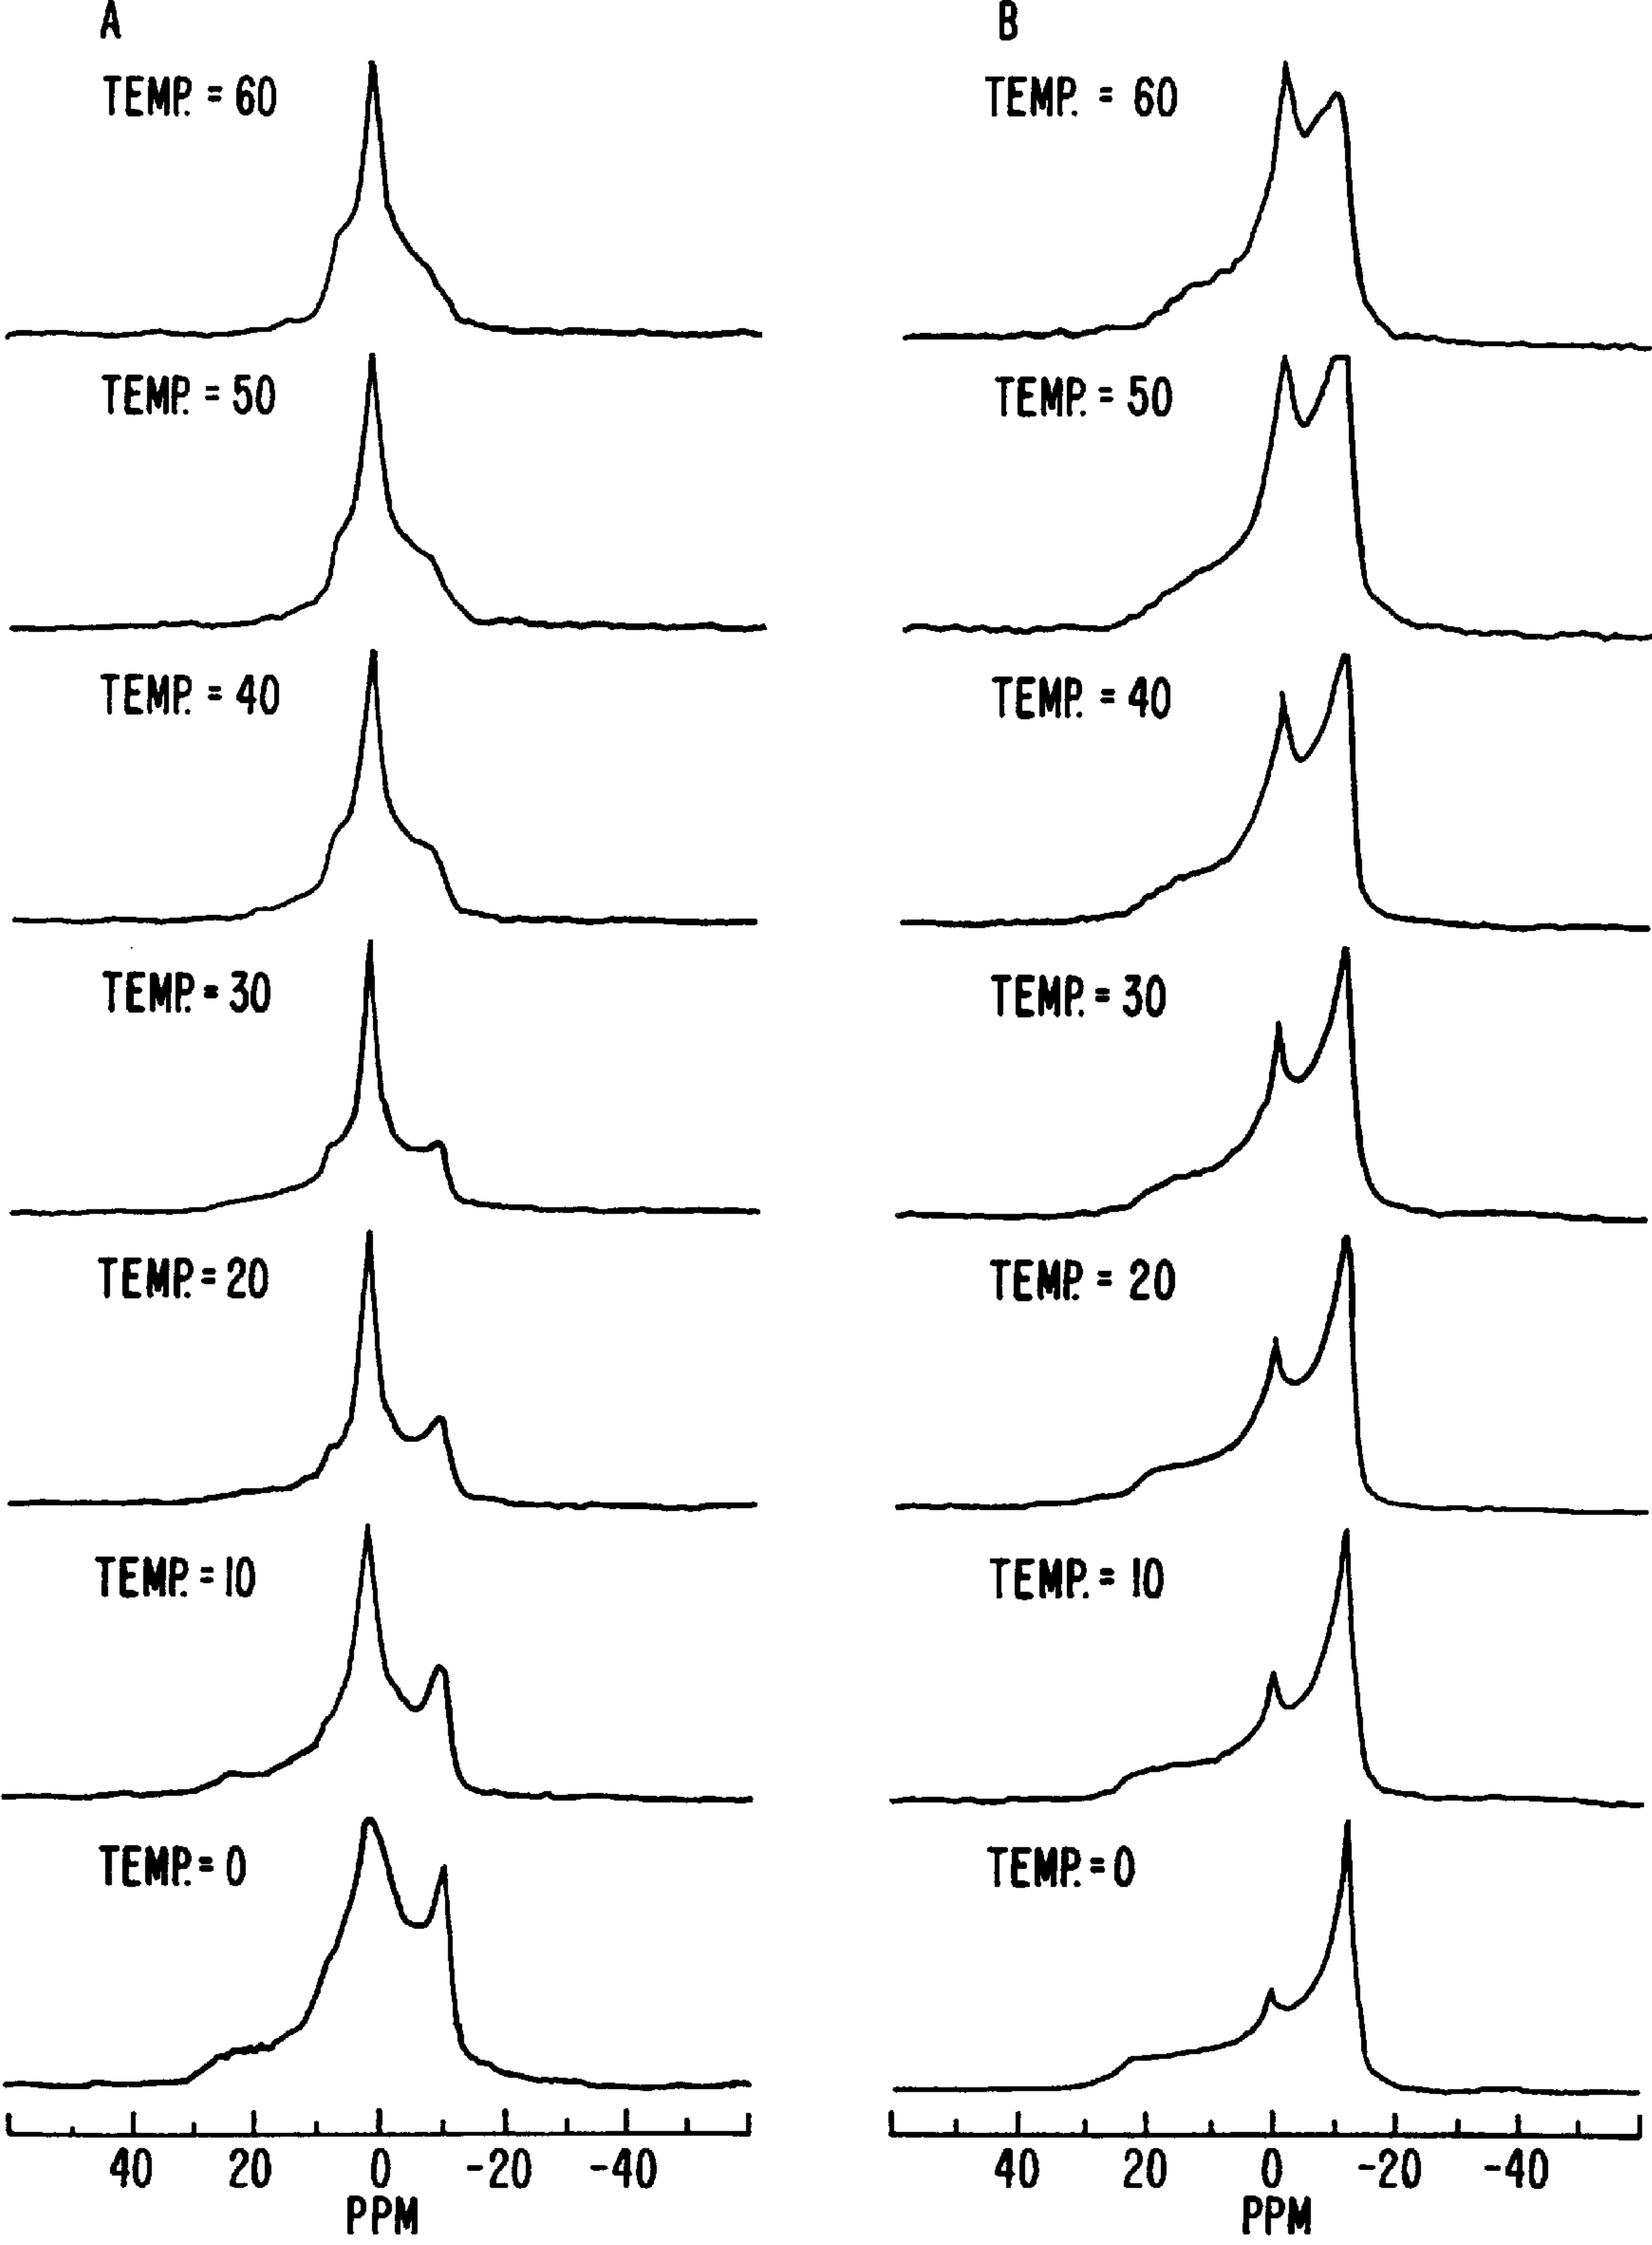 A
B
TEMP. = 60
TEMP. = 60
TEMP. = 50
TEMP. = 50
TEMP. = 40
TEMP. = 40
TEMP. = 30
TEMP. = 30
TEMP. = 20
TEMP. = 20
TEMP. = 10
TEMP. = 10
TEMP. = 0
TEMP. = 0
40 20 0 -20 -40
40 20 0 -20 -40
PPM
PPM